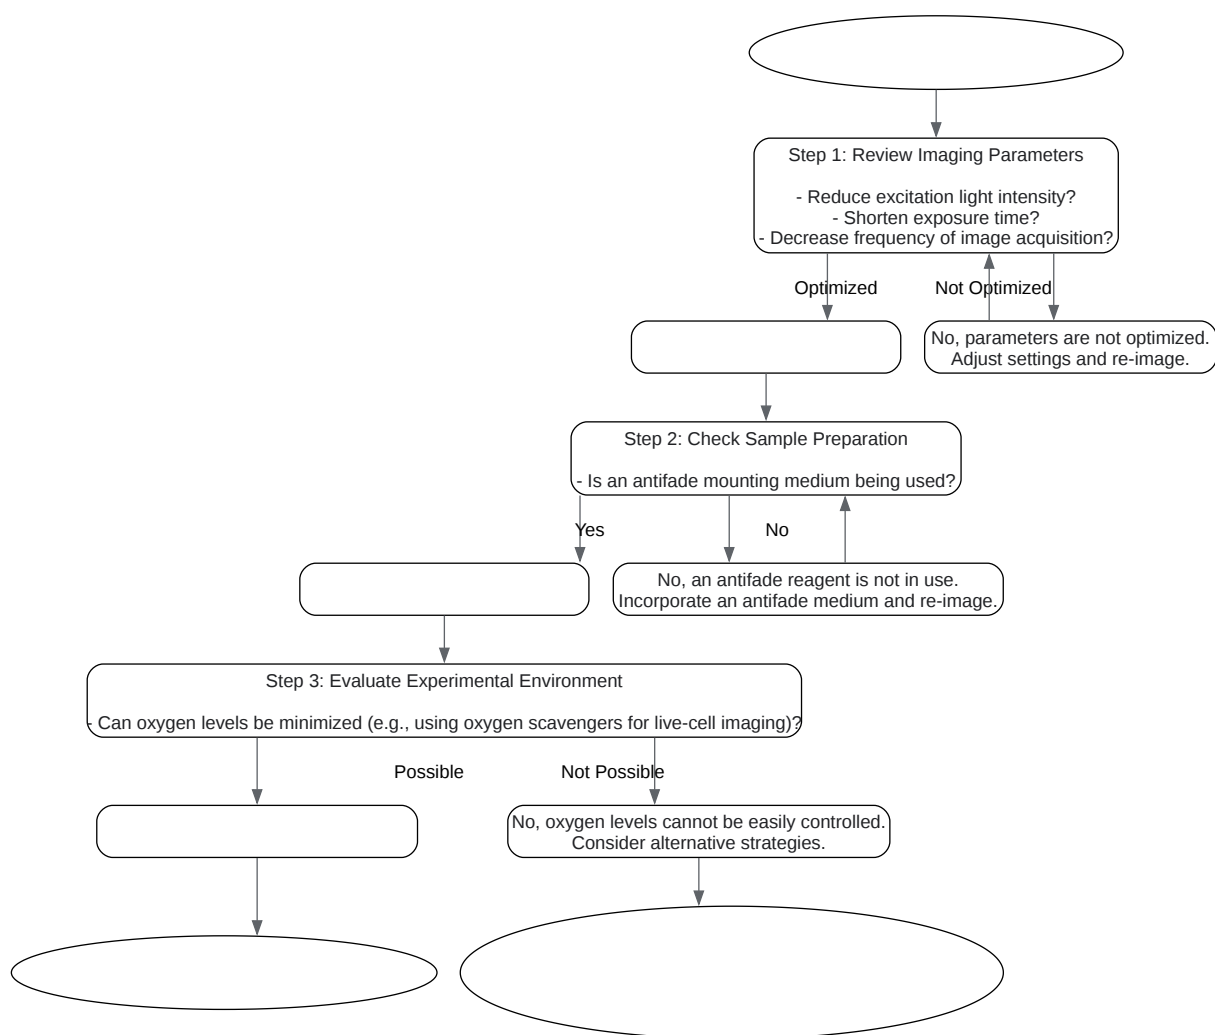 Step 1: Review Imaging Parameters
- Reduce excitation light intensity?
- Shorten exposure time?
- Decrease frequency of image acquisition?
Optimized
Not Optimized
No, parameters are not optimized.
Adjust settings and re-image.
Step 2: Check Sample Preparation
- Is an antifade mounting medium being used?
Yes
No
No, an antifade reagent is not in use.
Incorporate an antifade medium and re-image.
Step 3: Evaluate Experimental Environment
- Can oxygen levels be minimized (e.g., using oxygen scavengers for live-cell imaging)?
Possible
Not Possible
No, oxygen levels cannot be easily controlled.
Consider alternative strategies.